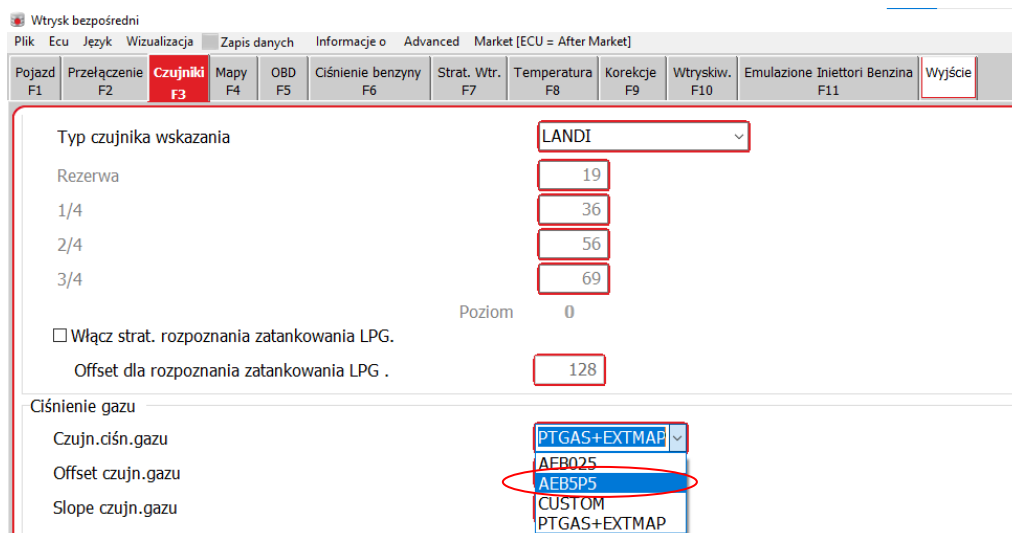 Wtrysk bezpośredni
Plik Ecu Język Wizualizacja Zapis danych Informacje o Advanced Market [ECU = After Market]
Pojazd Przełączenie Czujniki Mapy OBD Ciśnienie benzyny Strat. Wtr. Temperatura Korekcje Wtryskiw. Emulazione Iniettori Benzina Wyjście
F1 F2 F3 F4 F5 F6 F7 F8 F9 F10 F11
Typ czujnika wskazania LANDI
Rezerwa 19
1/4 36
2/4 56
3/4 69
Poziom 0
Włącz strat. rozpoznania zatankowania LPG.
Offset dla rozpoznania zatankowania LPG . 128
Ciśnienie gazu
Czujn.ciśn.gazu PTGAS+EXTMAP
AEB025
Offset czujn.gazu AEB5P5
Slope czujn.gazu CUSTOM
PTGAS+EXTMAP